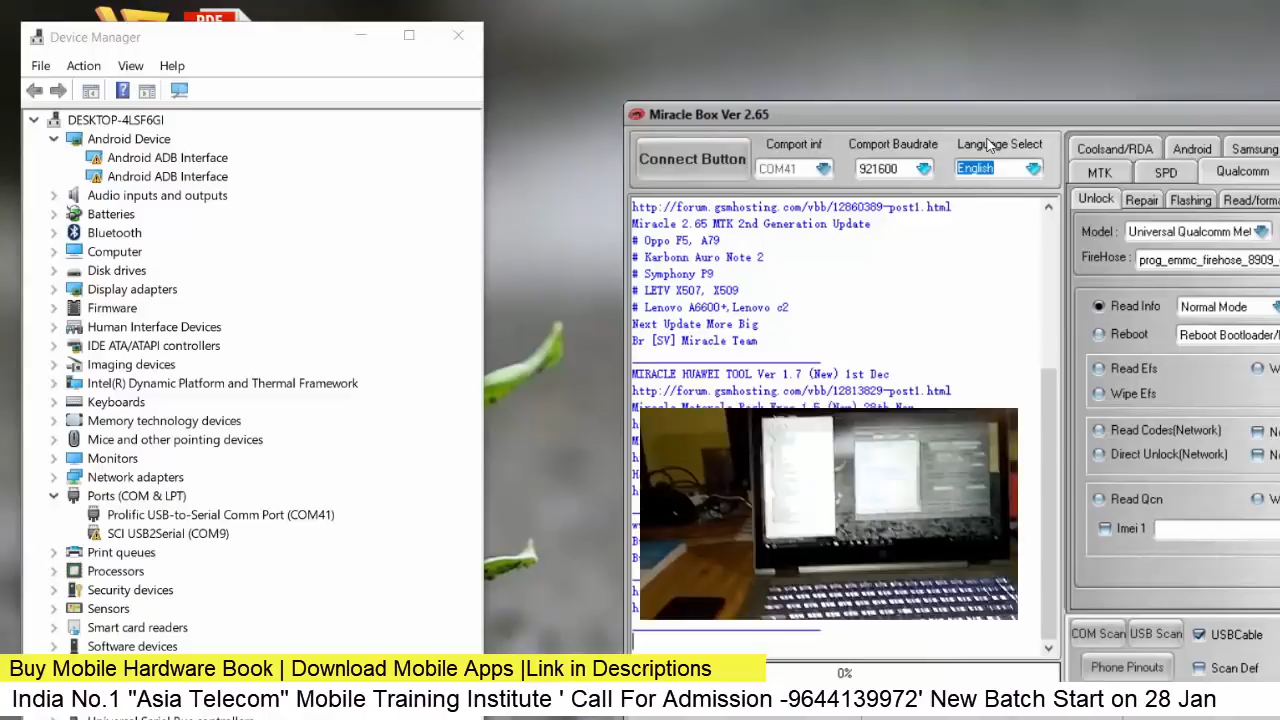 PDF
Device Manager
File Action View Help
DESKTOP-4LSF6GI
Android Device
Android ADB Interface
Android ADB Interface
Audio inputs and outputs
Batteries
Bluetooth
Computer
Disk drives
Display adapters
Firmware
Human Interface Devices
IDE ATA/ATAPI controllers
Imaging devices
Intel(R) Dynamic Platform and Thermal Framework
Keyboards
Memory technology devices
Mice and other pointing devices
Monitors
Network adapters
Ports (COM & LPT)
Prolific USB-to-Serial Comm Port (COM41)
SCI USB2Serial (COM9)
Print queues
Processors
Security devices
Sensors
Smart card readers
Software devices
Miracle Box Ver 2.65
Connect Button
Comport inf Comport Baudrate Language Select
COM41 921600 English
http://forum.gsmhosting.com/vbb/12860389-post1.html
Miracle 2.65 MTK 2nd Generation Update
# Oppo F5, A79
# Karbonn Auro Note 2
# Symphony P9
# LETV X507, X509
# Lenovo A6600+,Lenovo c2
Next Update More Big
Br [SV] Miracle Team
MIRACLE HUAWEI TOOL Ver 1.7 (New) 1st Dec
http://forum.gsmhosting.com/vbb/12813829-post1.html
0%
Coolsand/RDA Android Samsung
MTK SPD Qualcomm
Unlock Repair Flashing Read/forma
Model : Universal Qualcomm Met
FireHose : prog_emmc_firehose_8909_
Read Info Normal Mode
Reboot Reboot Bootloader/
Read Efs
Wipe Efs
Read Codes(Network)
Direct Unlock(Network)
Read Qcn
Imei 1
COM Scan USB Scan USBCable
Phone Pinouts Scan Def
Buy Mobile Hardware Book | Download Mobile Apps |Link in Descriptions
India No.1 "Asia Telecom" Mobile Training Institute ' Call For Admission -9644139972' New Batch Start on 28 Jan